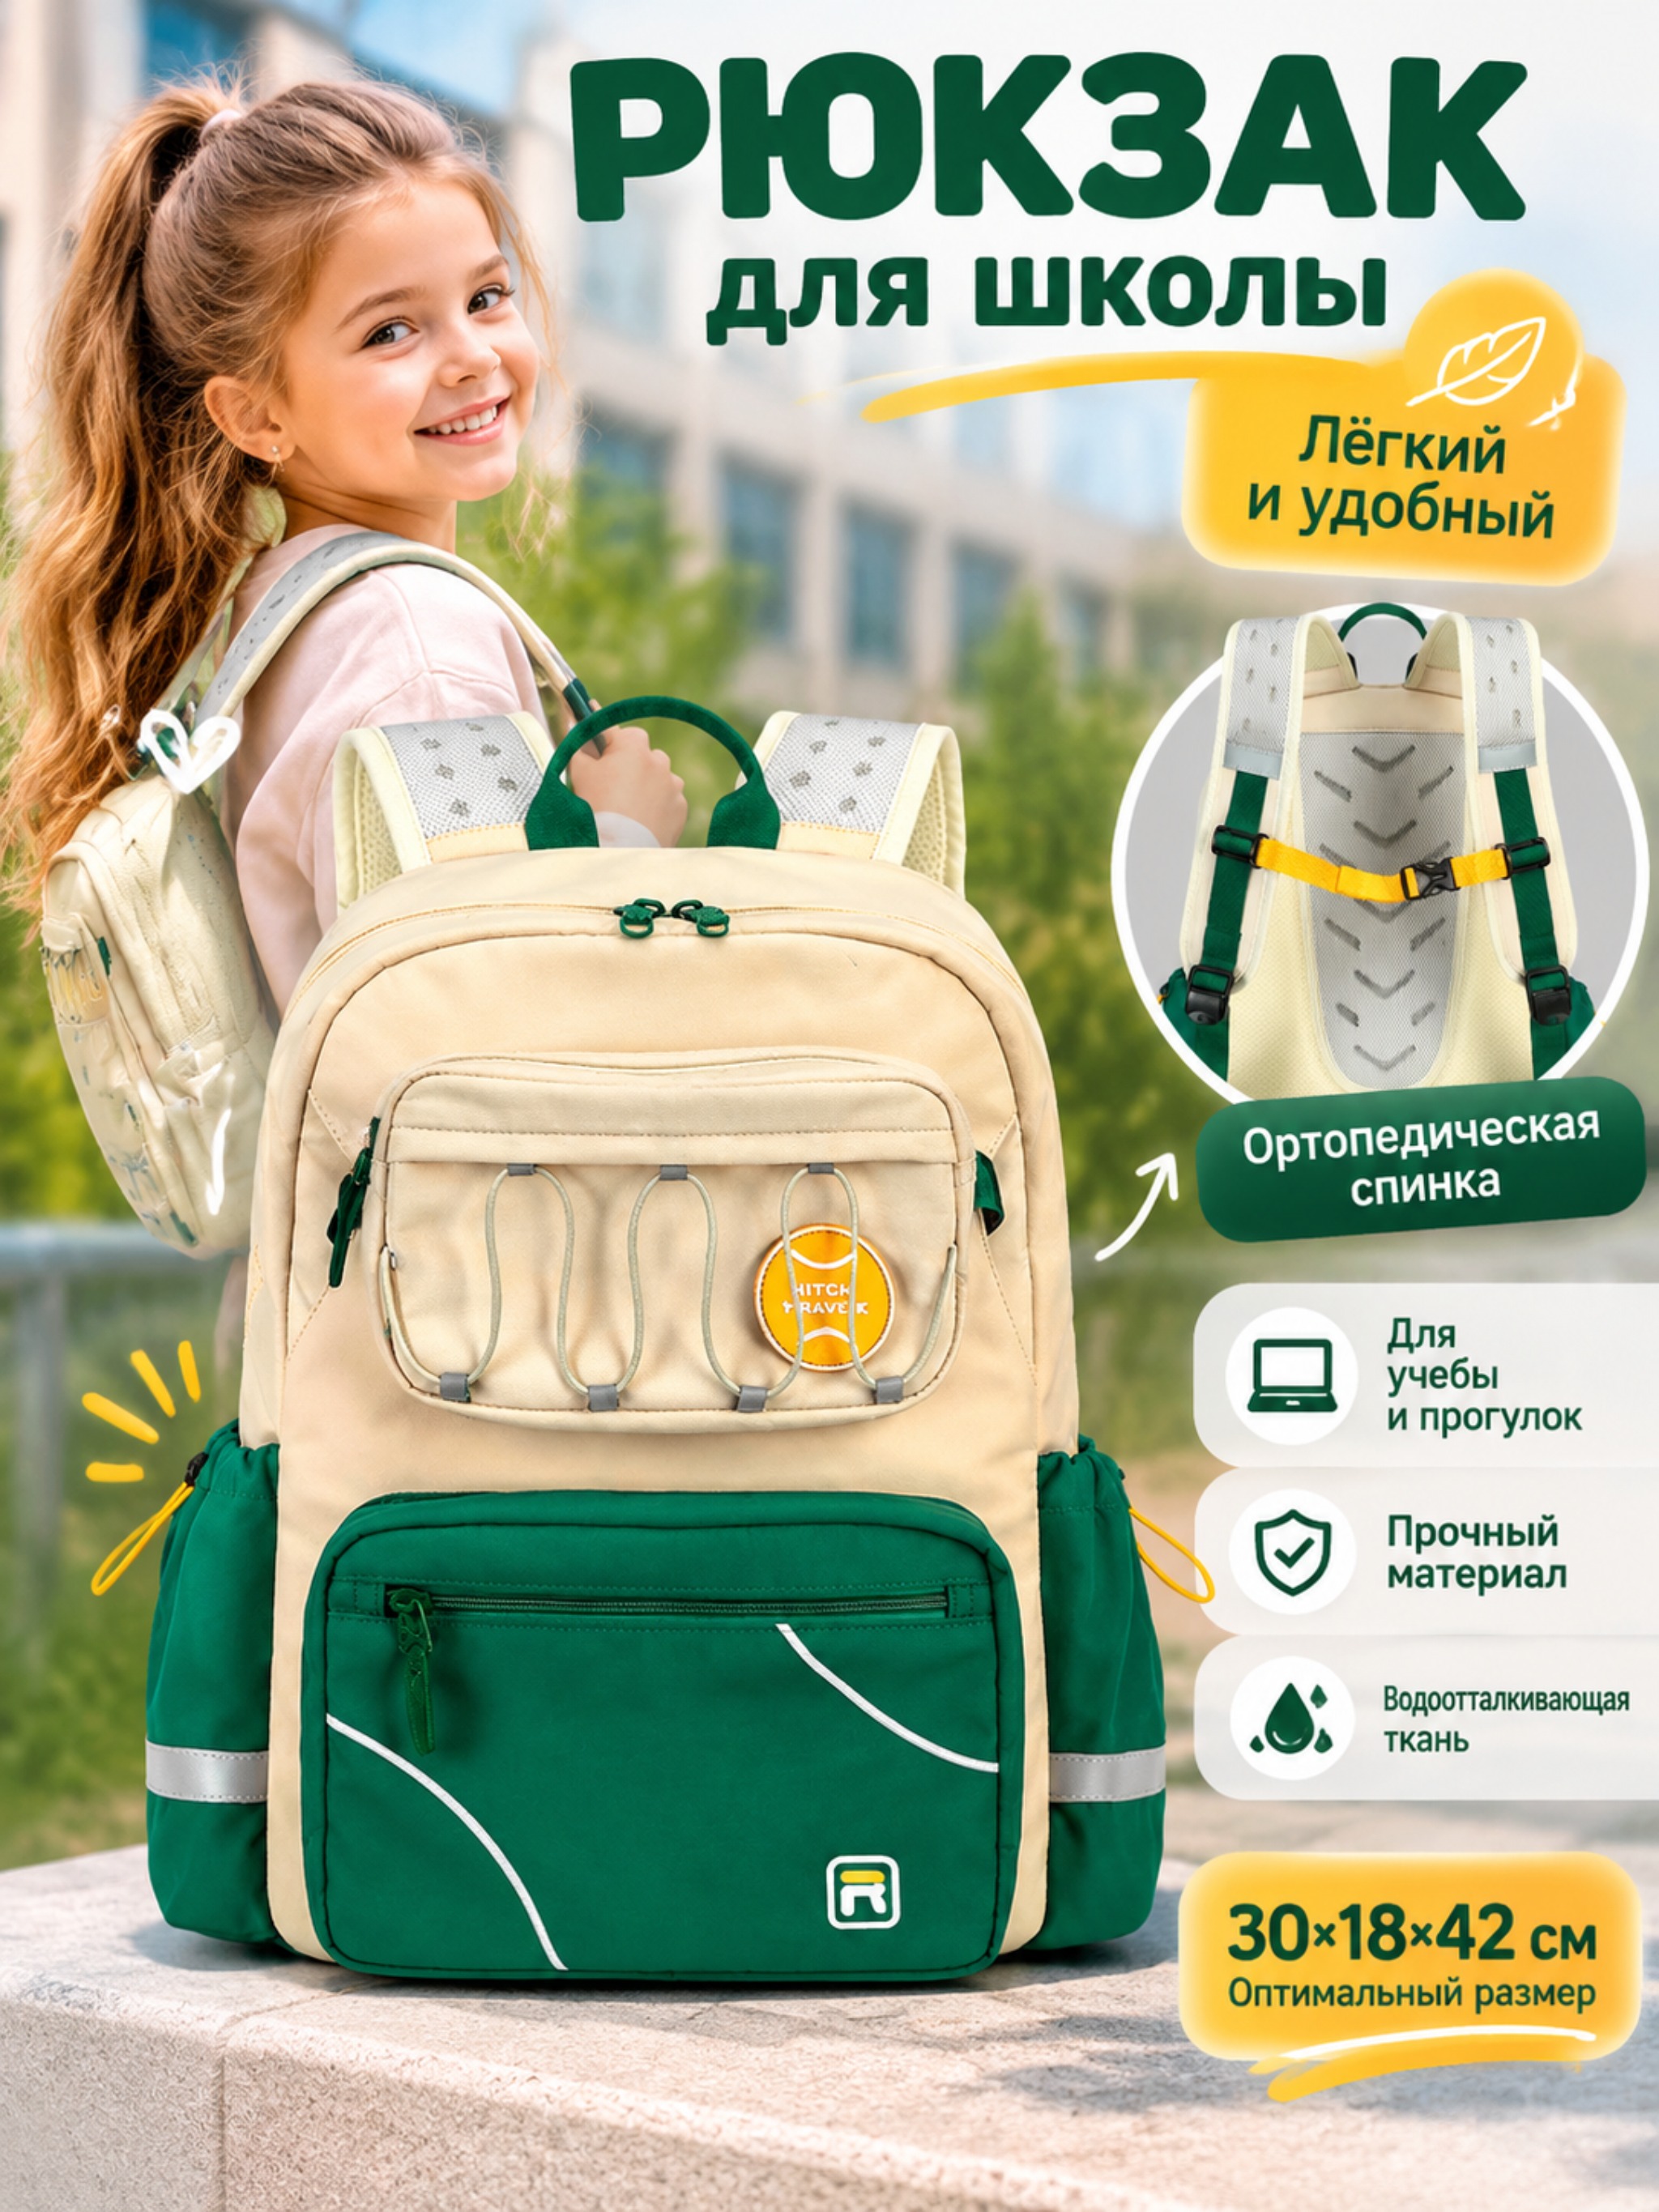 РЮКЗАК
для школы
Лёгкий
и удобный
Ортопедическая
спинка
Для
учебы
и прогулок
Прочный
материал
Водоотталкивающая
ткань
30×18×42 см
Оптимальный размер
R